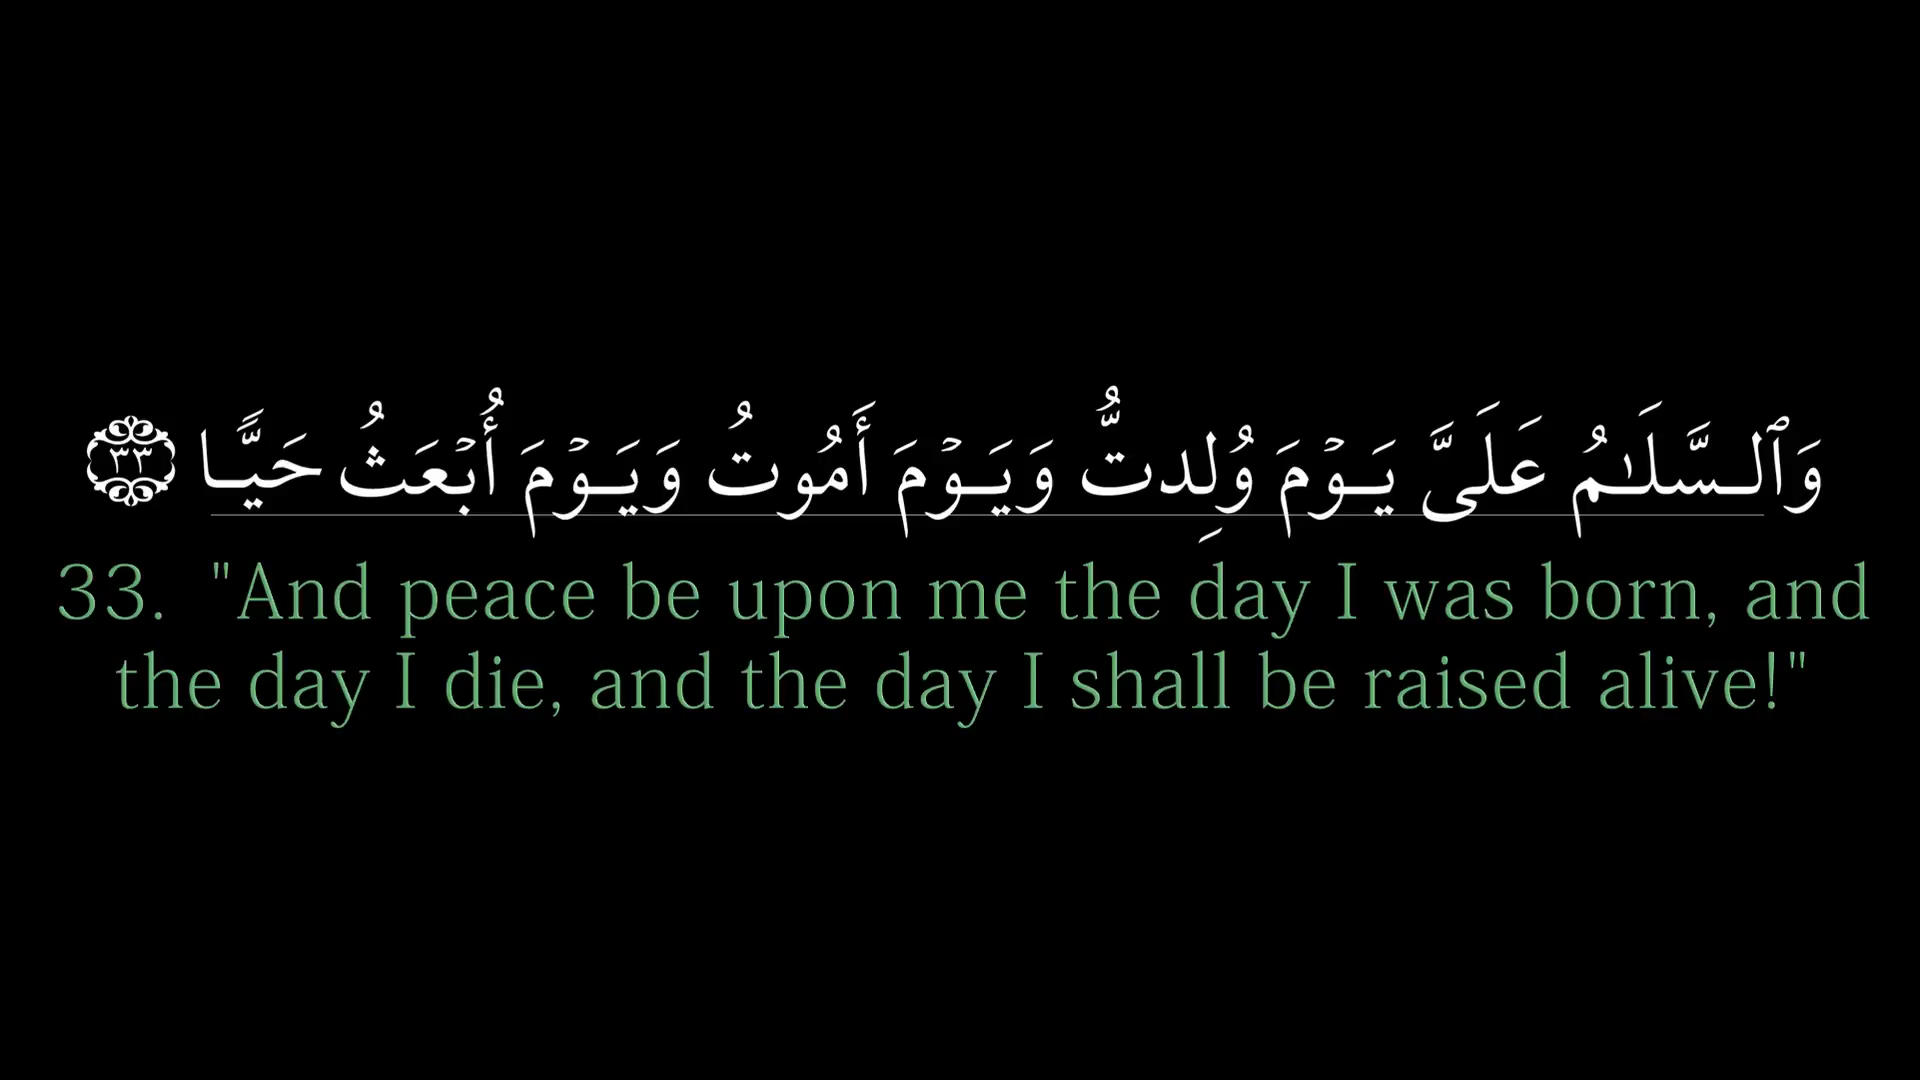 وَٱلسَّلَـٰمُ عَلَىَّ يَوْمَ وُلِدتُّ وَيَوْمَ أَمُوتُ وَيَوْمَ أُبْعَثُ حَيًّا ٣٣
33. "And peace be upon me the day I was born, and
the day I die, and the day I shall be raised alive!"